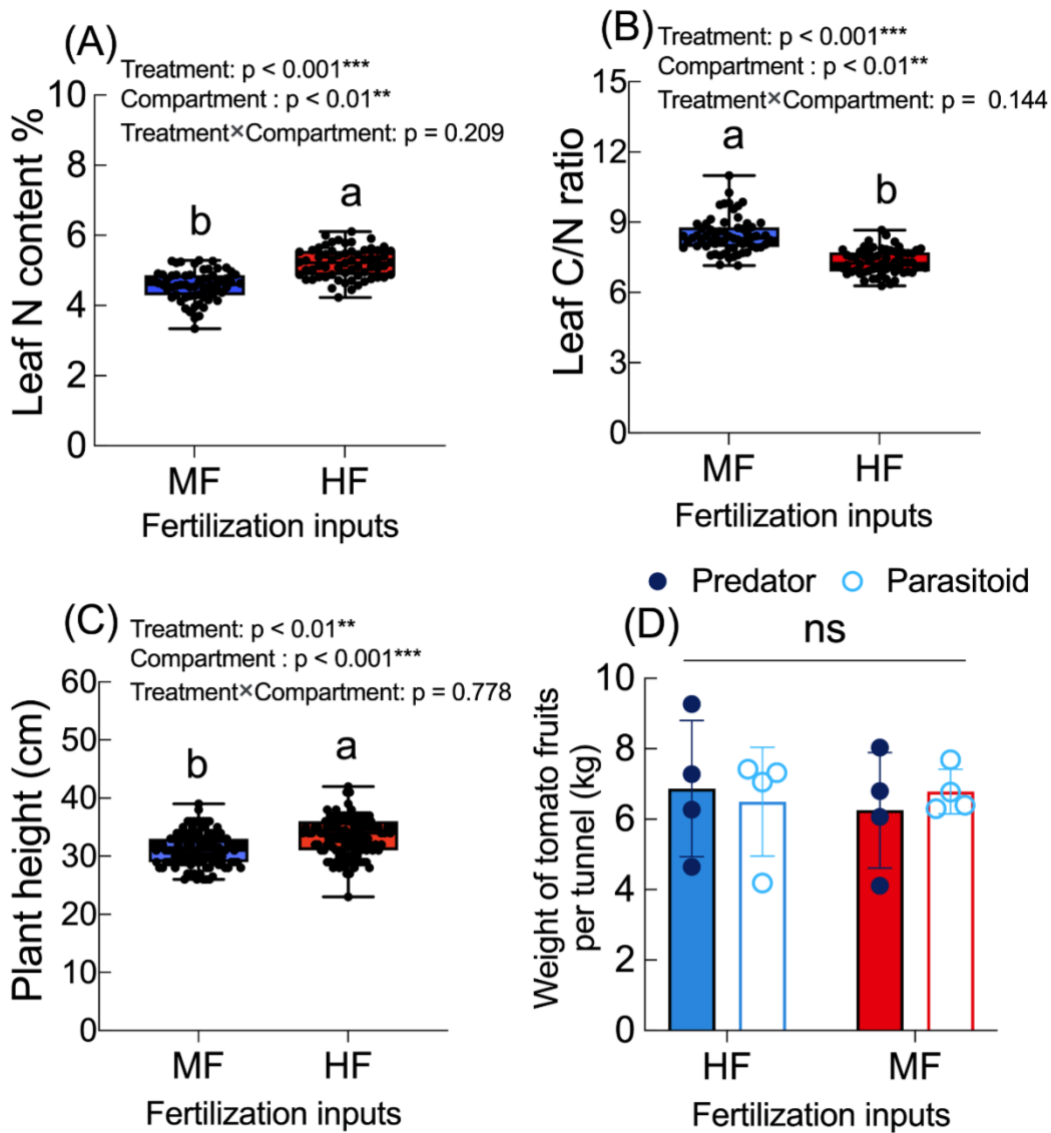 (A)
Treatment: p < 0.001***
Compartment : p < 0.01**
Treatment×Compartment: p = 0.209
Leaf N content %
10
8
6
4
2
0
b
a
MF
HF
Fertilization inputs
(B)
Treatment: p < 0.001***
Compartment : p < 0.01**
Treatment×Compartment: p = 0.144
Leaf C/N ratio
15
12
9
6
3
0
a
b
MF
HF
Fertilization inputs
(C)
Treatment: p < 0.01**
Compartment : p < 0.001***
Treatment×Compartment: p = 0.778
Plant height (cm)
60
50
40
30
20
10
0
b
a
MF
HF
Fertilization inputs
Predator
Parasitoid
(D)
ns
Weight of tomato fruits
per tunnel (kg)
10
8
6
4
2
0
HF
MF
Fertilization inputs